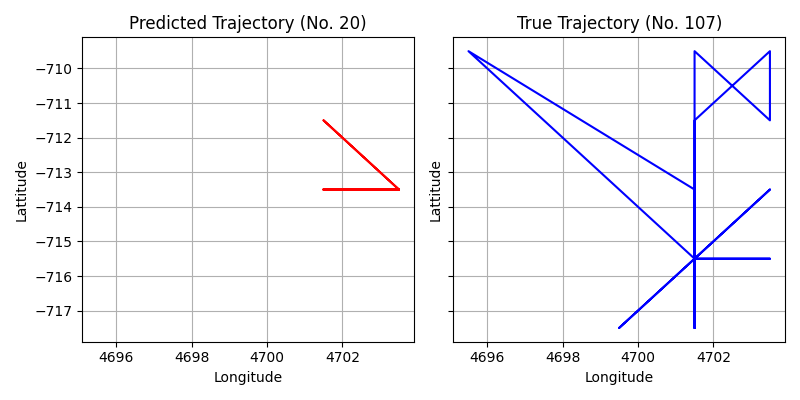 Predicted Trajectory (No. 20)
True Trajectory (No. 107)
−710
−711
−712
−713
−714
−715
−716
−717
Lattitude
Lattitude
4696 4698 4700 4702
4696 4698 4700 4702
Longitude
Longitude